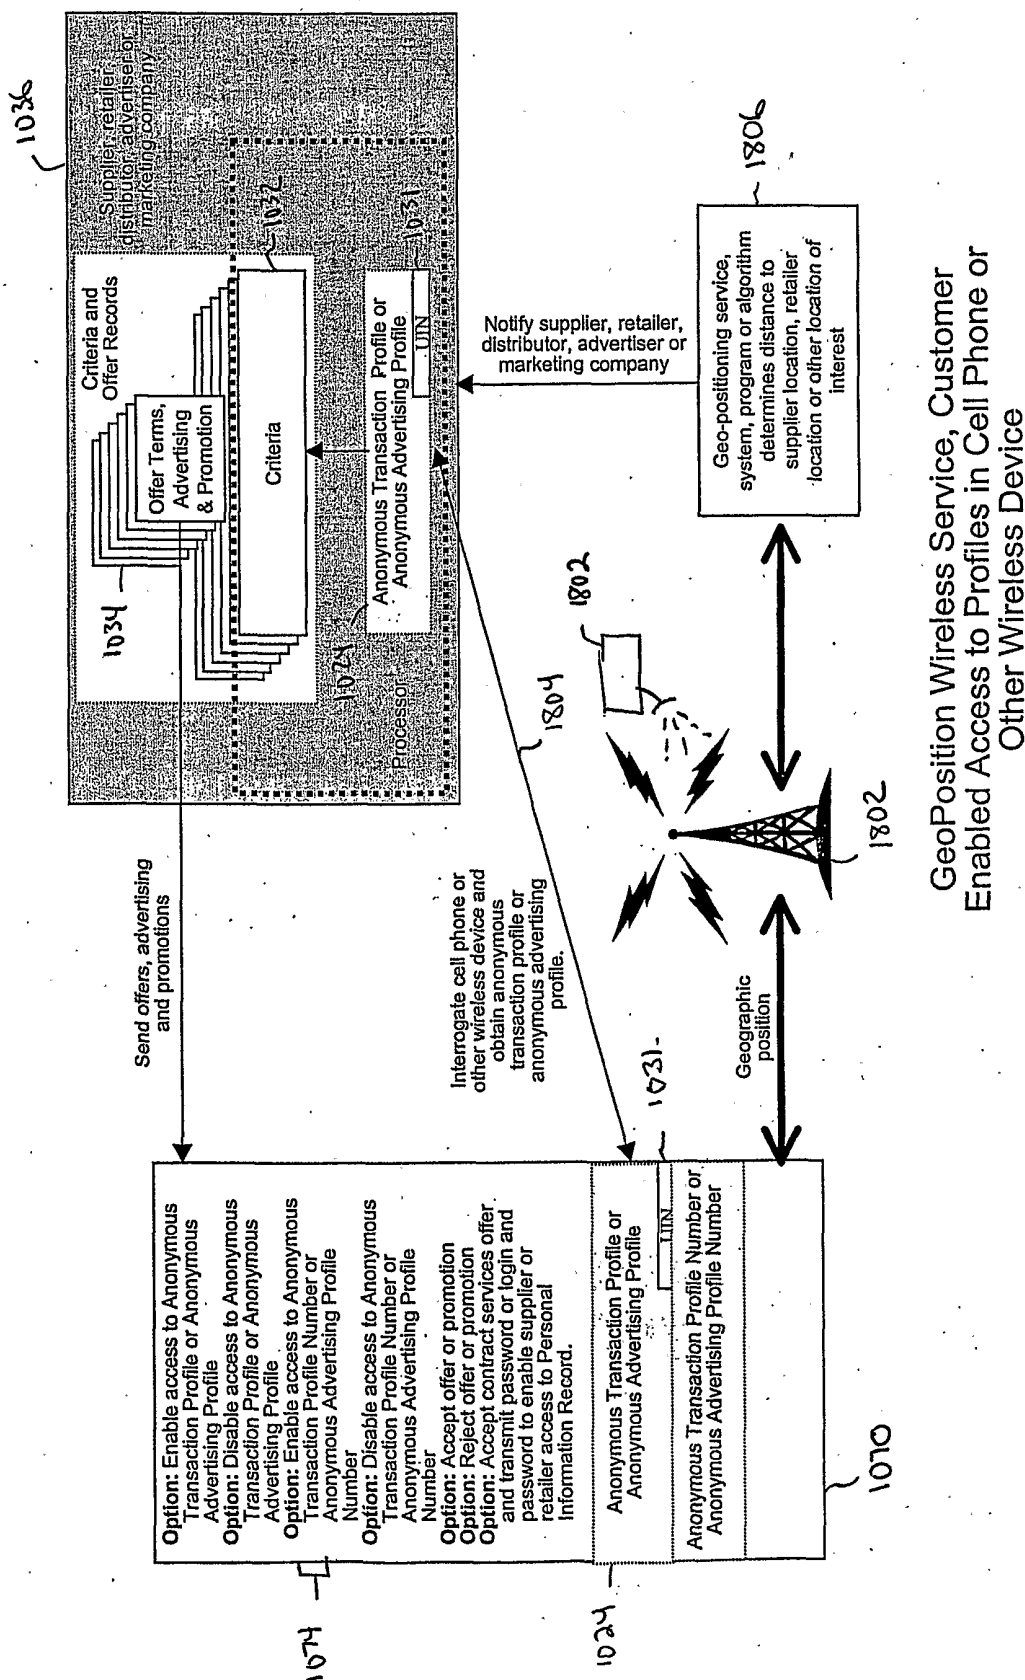 1036
Supplier, retailer,
distributor, advertiser or
marketing company
Criteria and
Offer Records
Offer Terms,
Advertising
& Promotion
1034
1032
Criteria
Anonymous Transaction Profile or
Anonymous Advertising Profile
1031
UIN
1024
Processor
Send offers, advertising
and promotions
Interrogate cell phone or
other wireless device and
obtain anonymous
transaction profile or
anonymous advertising
profile.
1804
Notify supplier, retailer,
distributor, advertiser or
marketing company
Geo-positioning service,
system, program or algorithm
determines distance to
supplier location, retailer
location or other location of
interest
1806
1802
1802
Geographic
position
Option: Enable access to Anonymous
Transaction Profile or Anonymous
Advertising Profile
Option: Disable access to Anonymous
Transaction Profile or Anonymous
Advertising Profile
Option: Enable access to Anonymous
Transaction Profile Number or
Anonymous Advertising Profile
Number
Option: Disable access to Anonymous
Transaction Profile Number or
Anonymous Advertising Profile
Number
Option: Accept offer or promotion
Option: Reject offer or promotion
Option: Accept contract services offer
and transmit password or login and
password to enable supplier or
retailer access to Personal
Information Record.
1074
Anonymous Transaction Profile or
Anonymous Advertising Profile
1031
UIN
1024
Anonymous Transaction Profile Number or
Anonymous Advertising Profile Number
1070
GeoPosition Wireless Service, Customer
Enabled Access to Profiles in Cell Phone or
Other Wireless Device